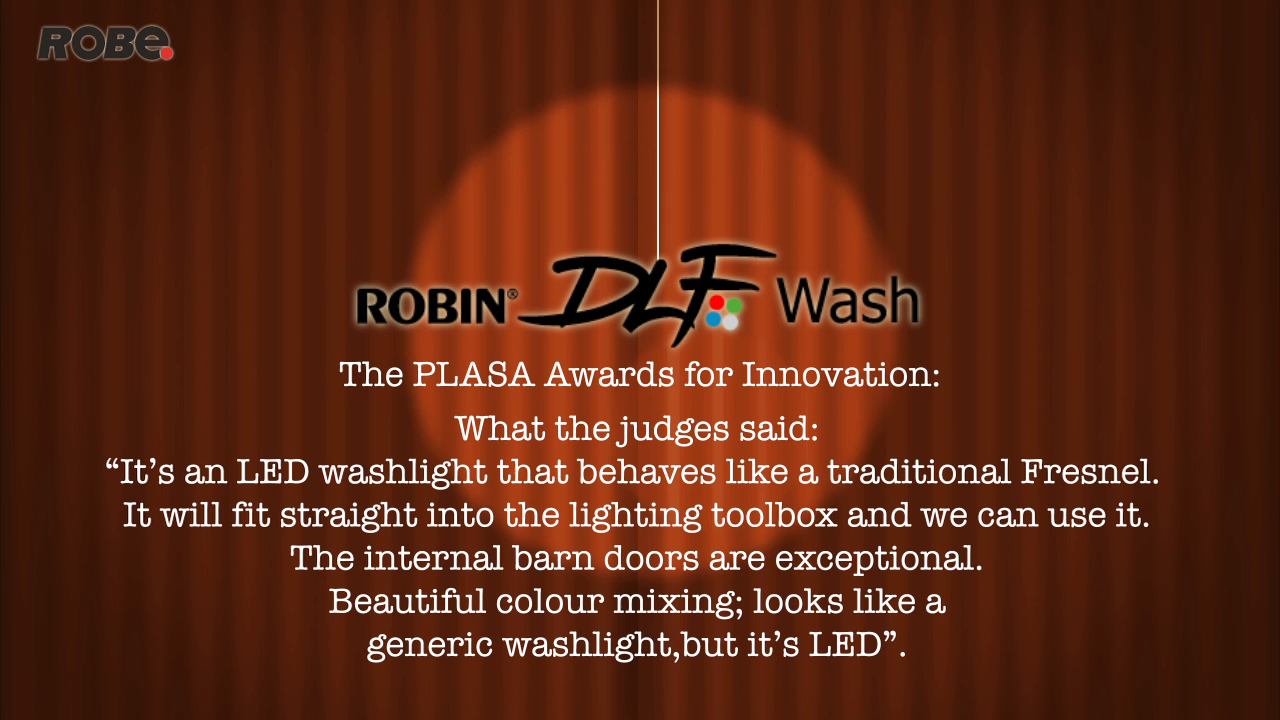 ROBE.
ROBIN® DLF Wash
The PLASA Awards for Innovation:
What the judges said:
“It’s an LED washlight that behaves like a traditional Fresnel.
It will fit straight into the lighting toolbox and we can use it.
The internal barn doors are exceptional.
Beautiful colour mixing; looks like a
generic washlight,but it’s LED”.